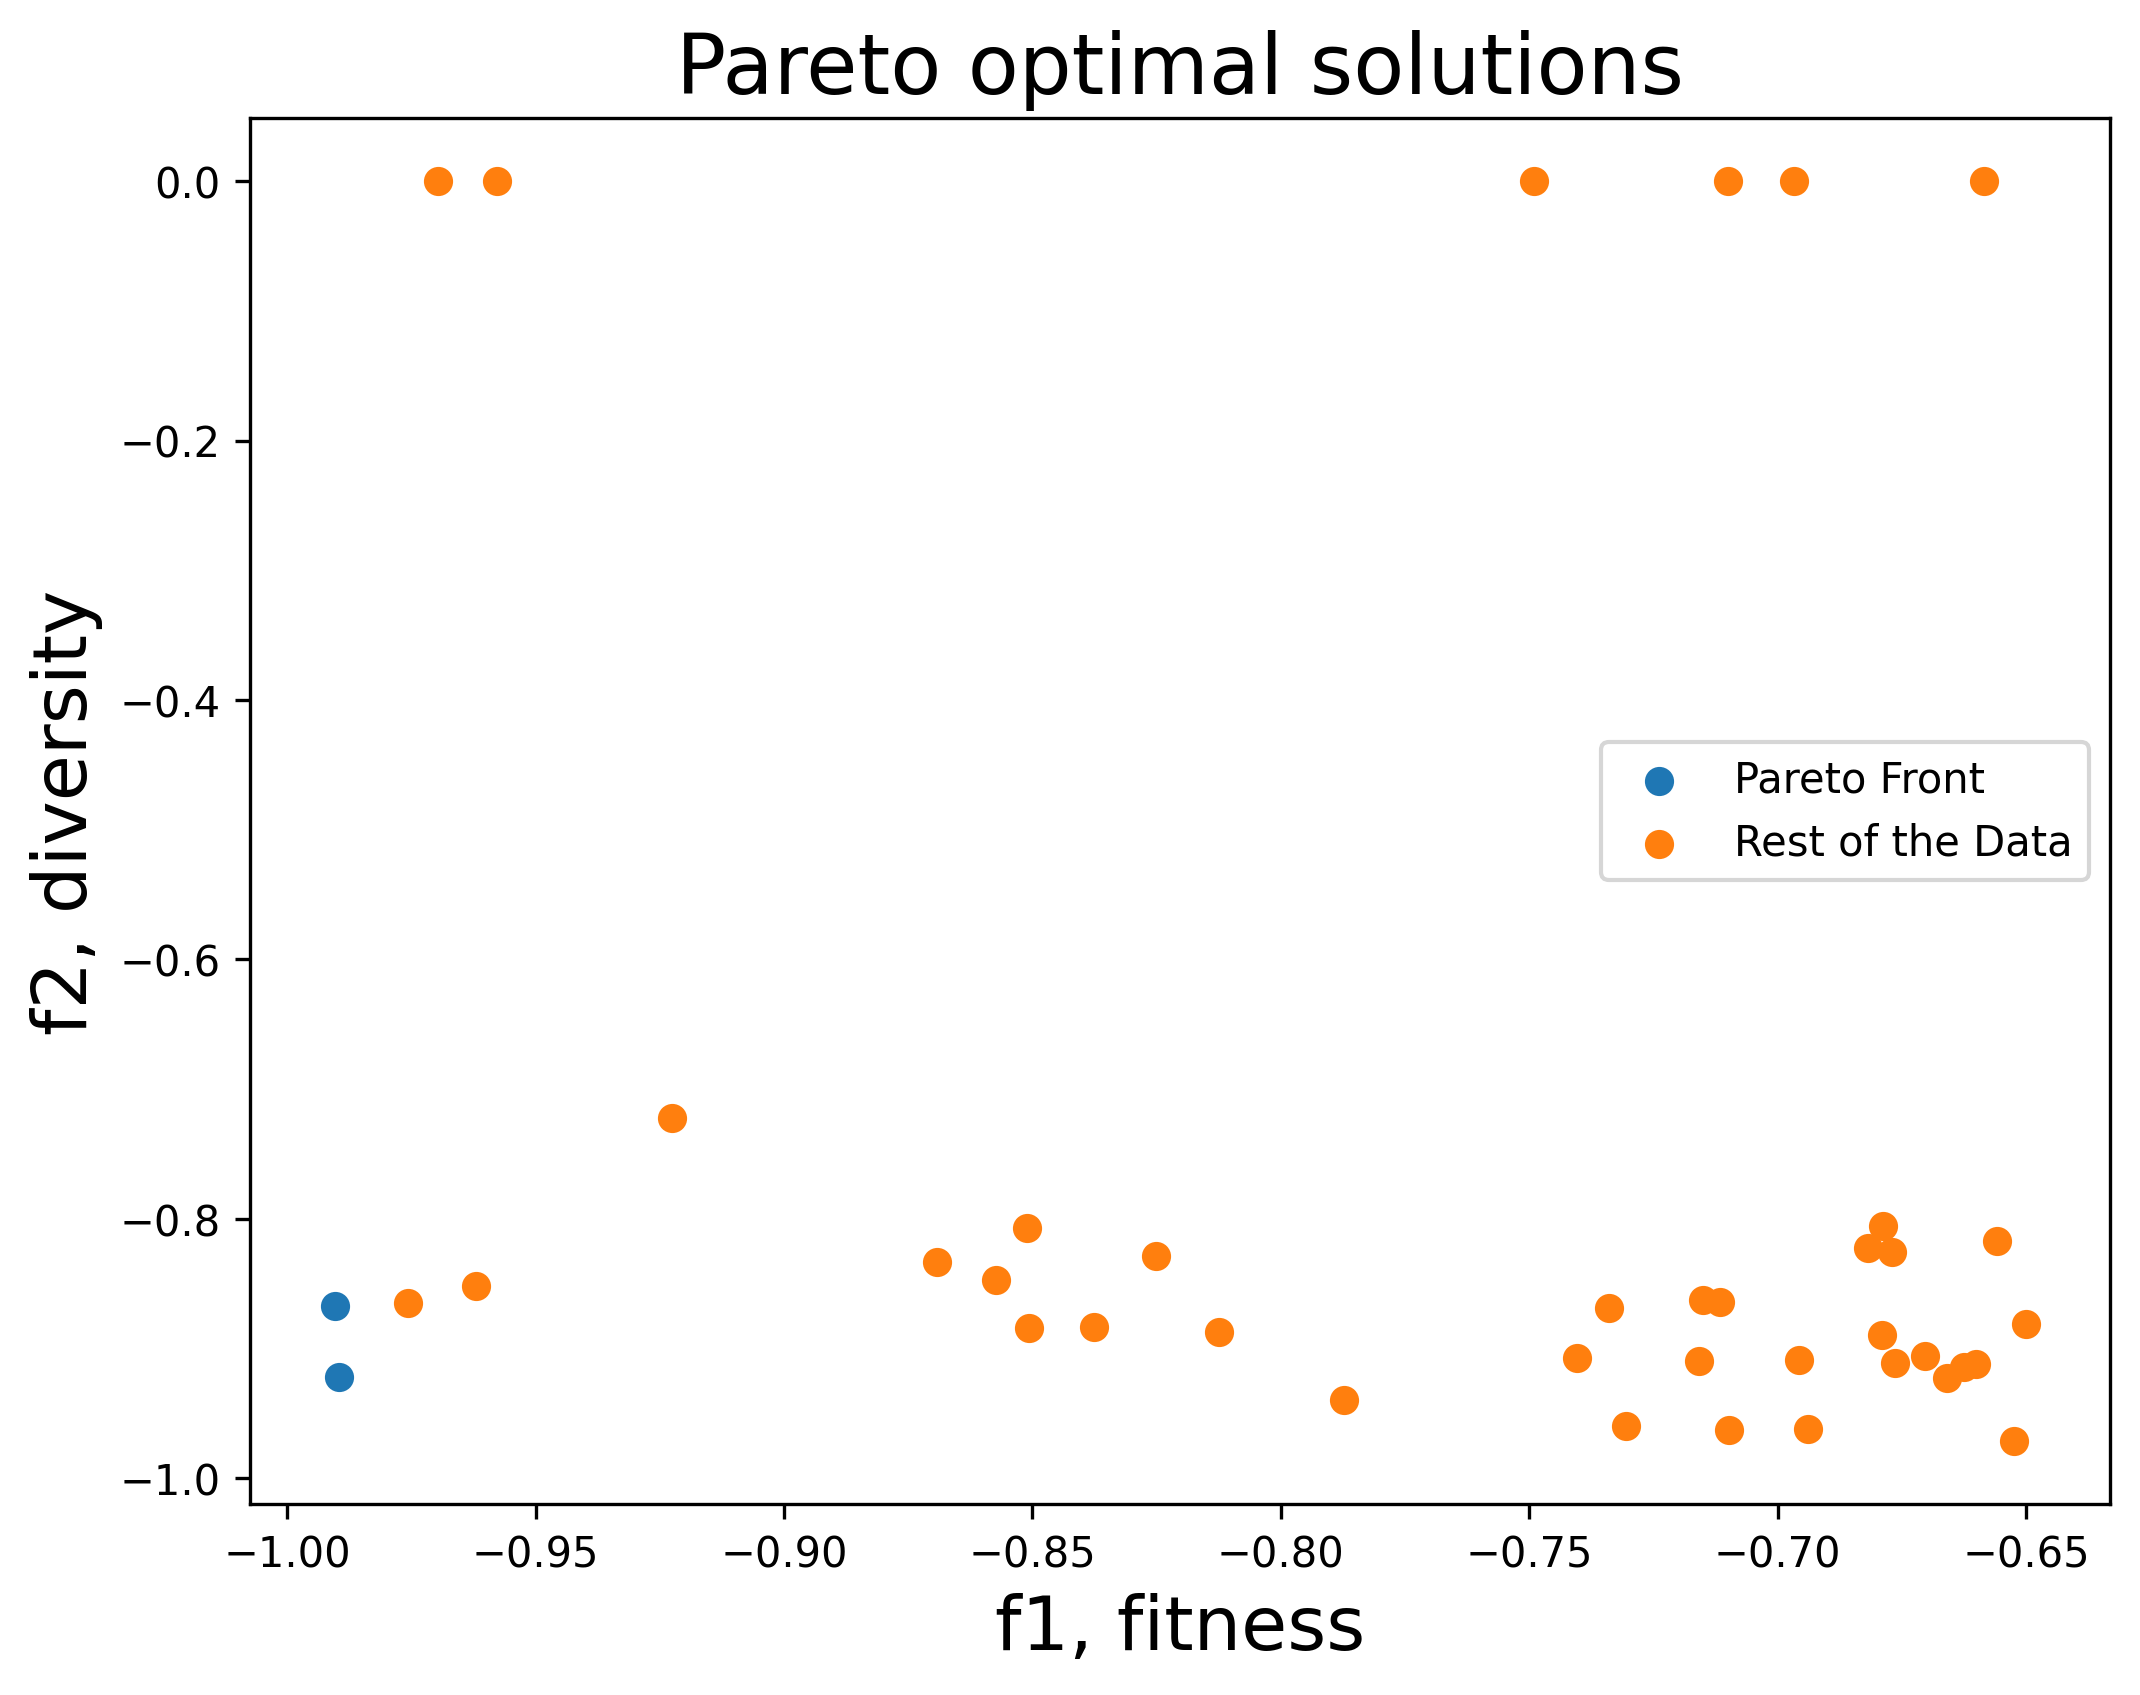 Pareto optimal solutions
0.0
−0.2
−0.4
−0.6
−0.8
−1.0
f2, diversity
Pareto Front
Rest of the Data
−1.00 −0.95 −0.90 −0.85 −0.80 −0.75 −0.70 −0.65
f1, fitness